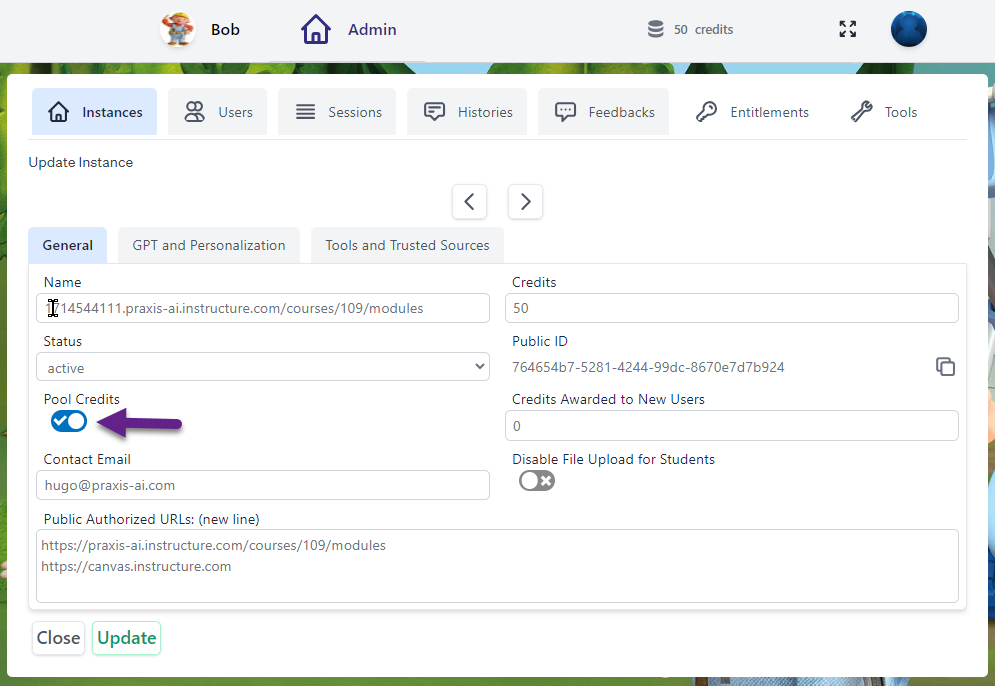 Bob
Admin
50 credits
Instances
Users
Sessions
Histories
Feedbacks
Entitlements
Tools
Update Instance
General
GPT and Personalization
Tools and Trusted Sources
Name
Credits
1714544111.praxis-ai.instructure.com/courses/109/modules
50
Status
Public ID
active
764654b7-5281-4244-99dc-8670e7d7b924
Pool Credits
Credits Awarded to New Users
0
Contact Email
Disable File Upload for Students
hugo@praxis-ai.com
Public Authorized URLs: (new line)
https://praxis-ai.instructure.com/courses/109/modules
https://canvas.instructure.com
Close
Update